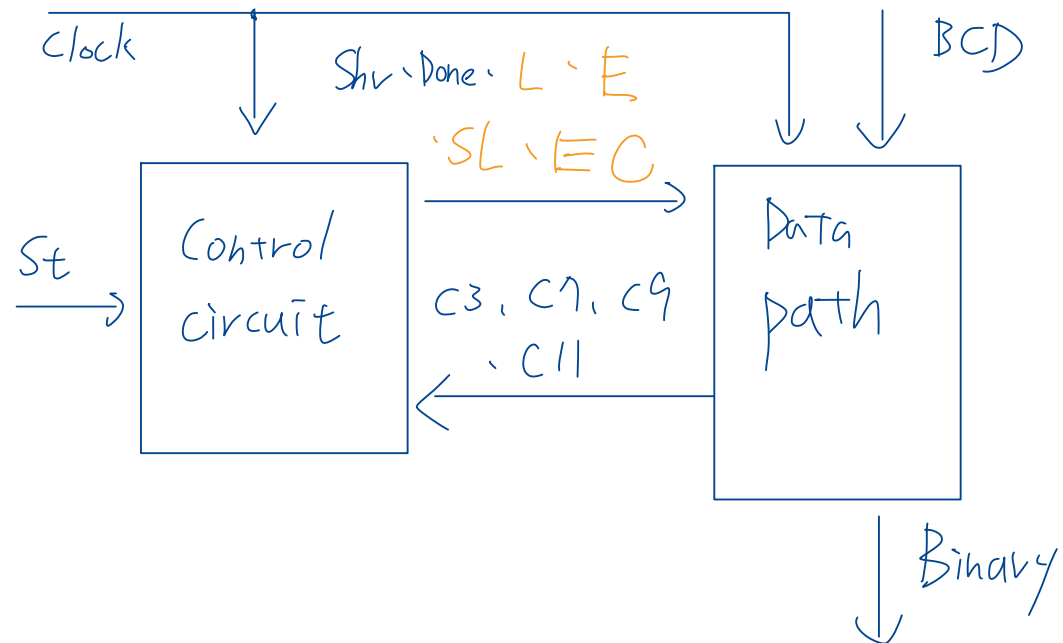 Clock
BCD
Shr、Done、L、E
、SL、EC
St
Control
circuit
Data
path
C3、C7、C9
、C11
Binary